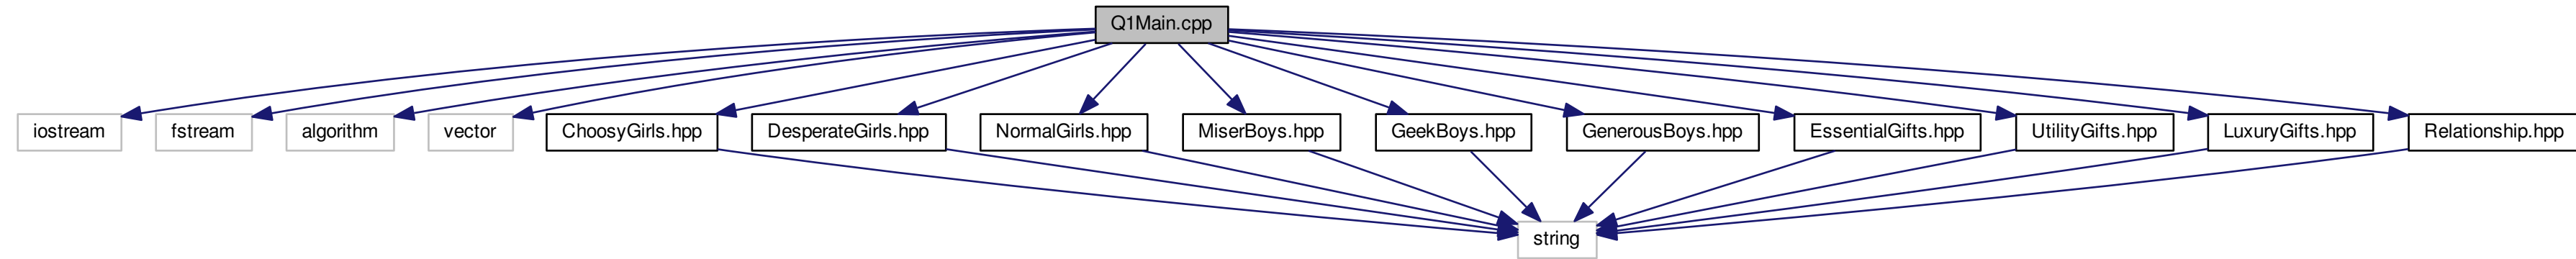 Q1Main.cpp
iostream
fstream
algorithm
vector
ChoosyGirls.hpp
DesperateGirls.hpp
NormalGirls.hpp
MiserBoys.hpp
GeekBoys.hpp
GenerousBoys.hpp
EssentialGifts.hpp
UtilityGifts.hpp
LuxuryGifts.hpp
Relationship.hpp
string